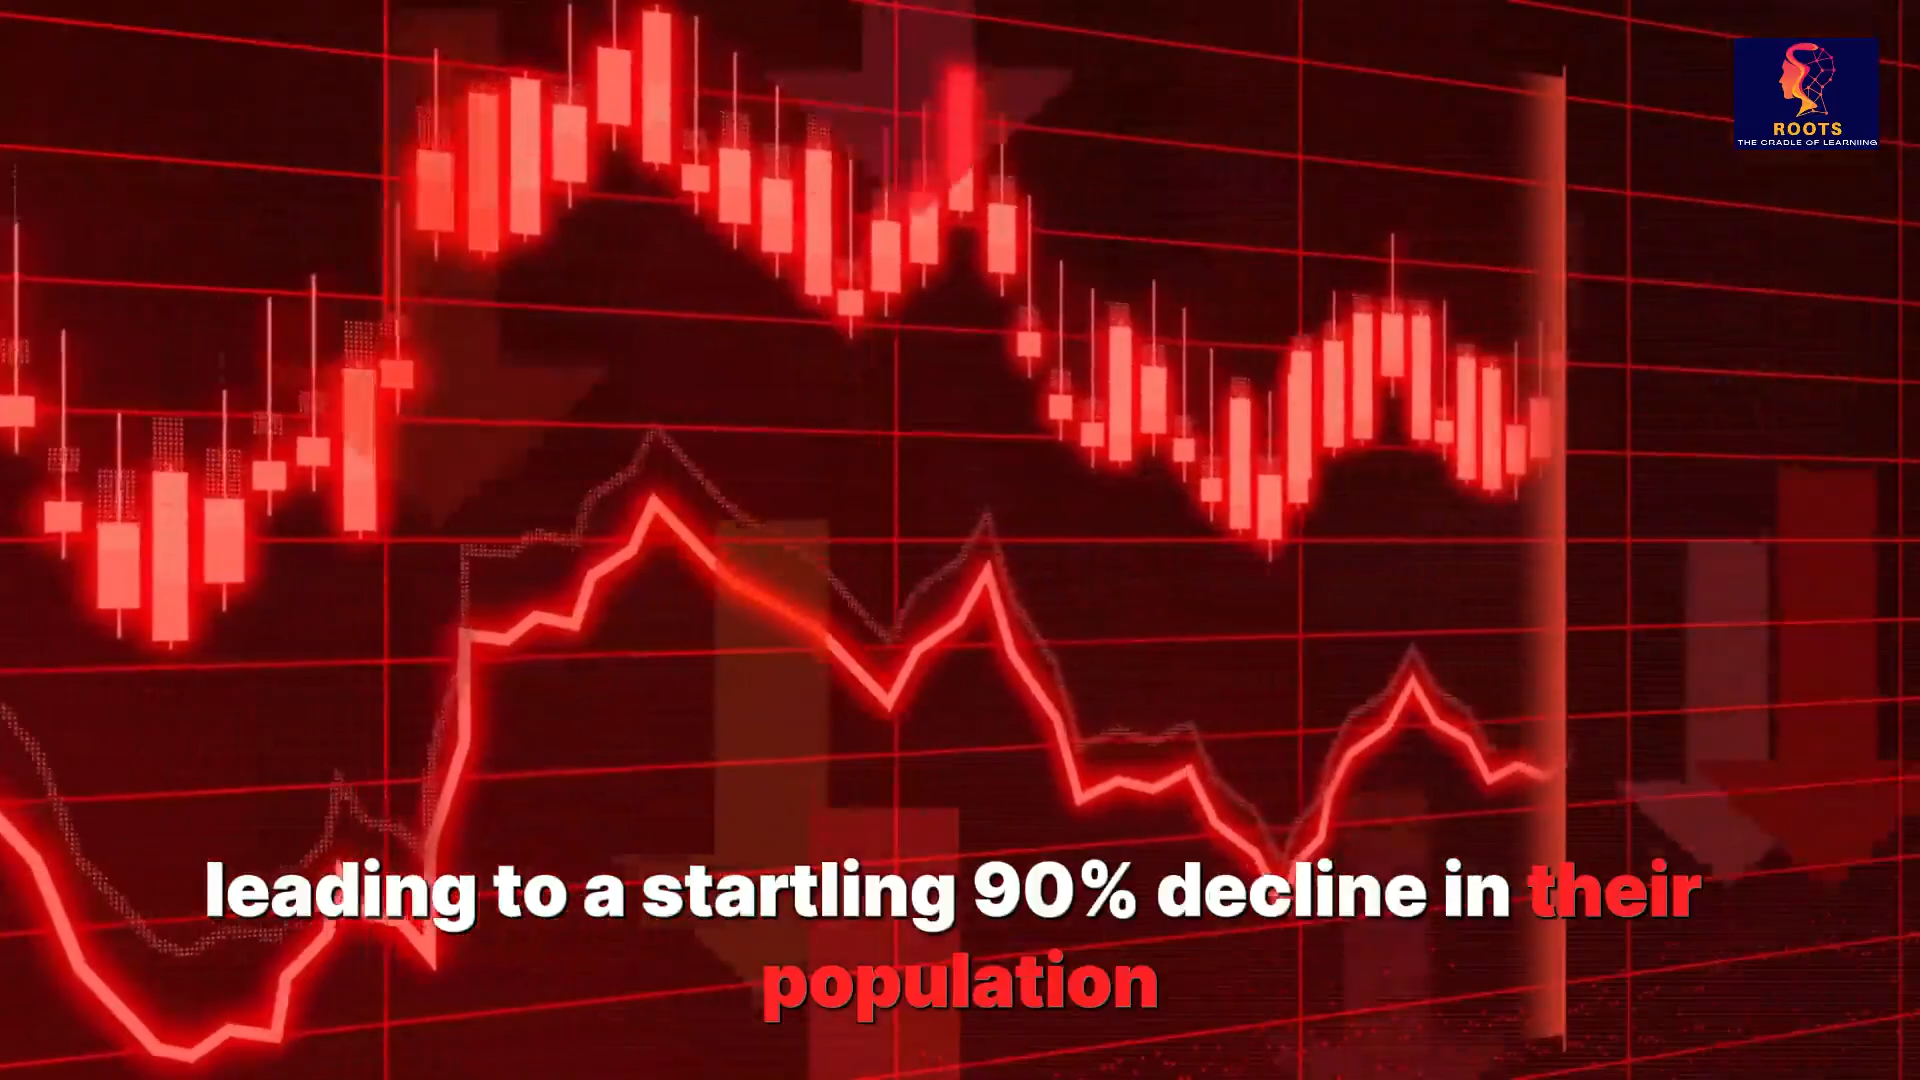 ROOTS
THE CRADLE OF LEARNIING
leading to a startling 90% decline in their
population